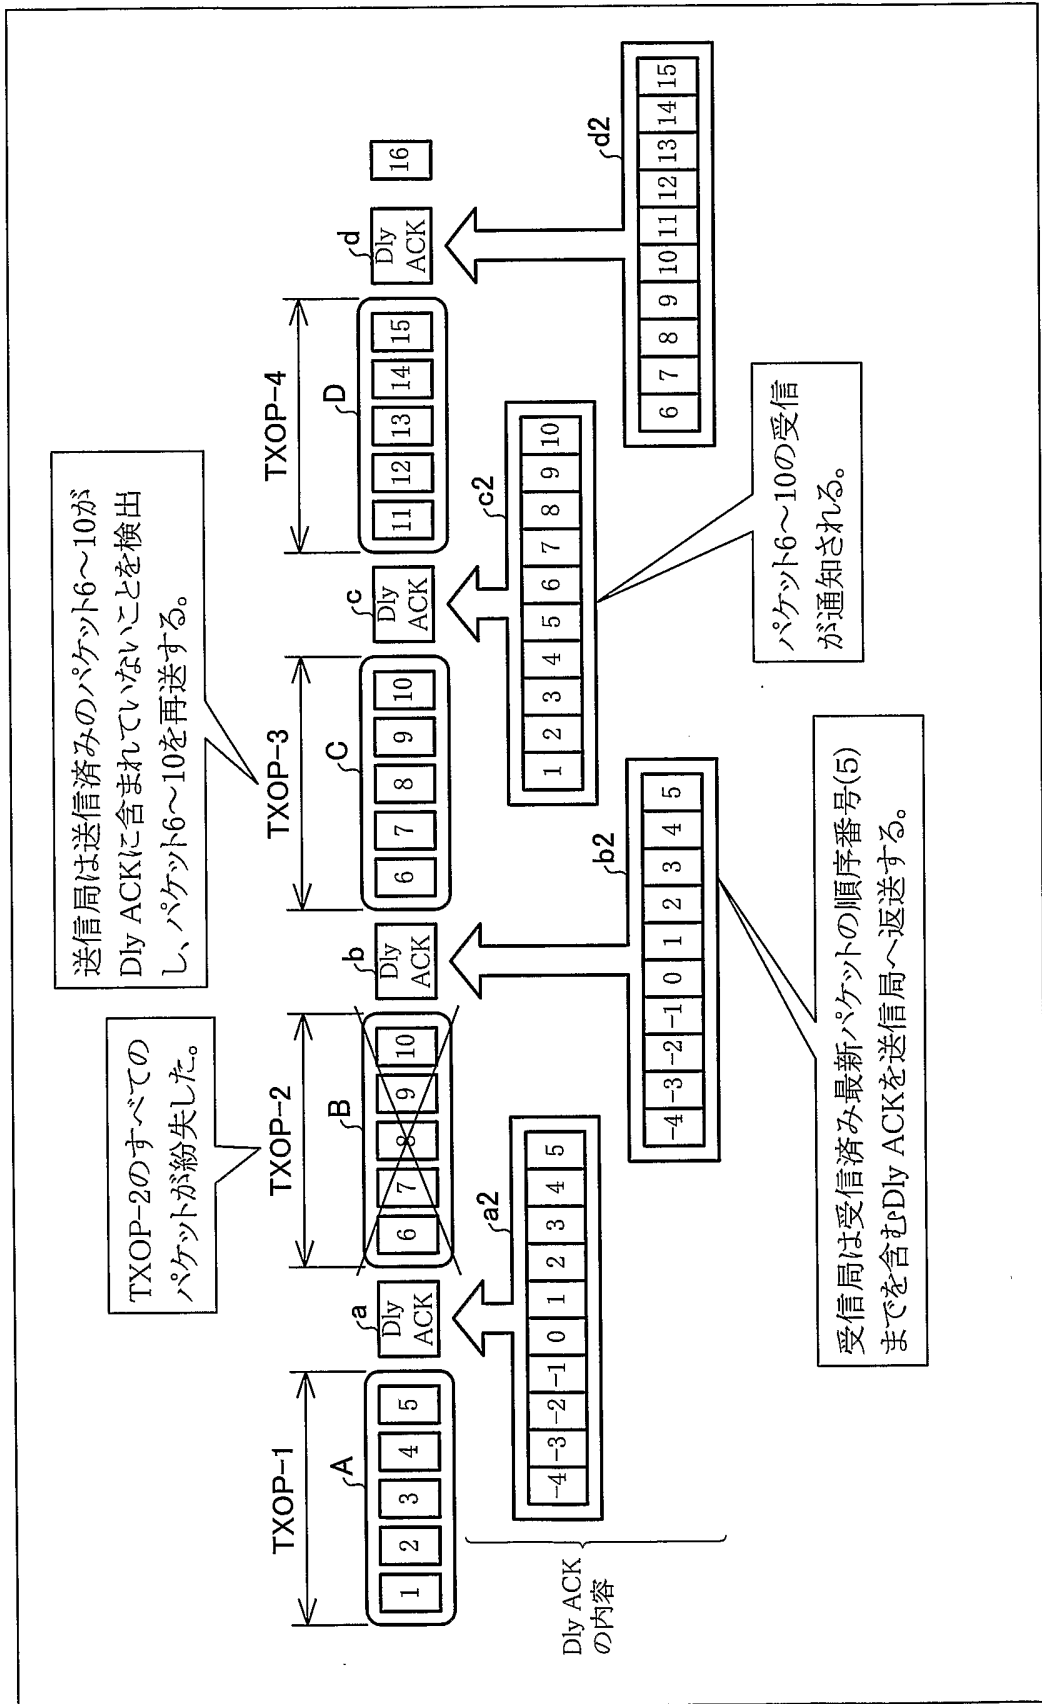 TXOP-2のすべての
パケットが紛失した。
送信局は送信済みのパケット6～10が
Dly ACKに含まれていないことを検出
し、パケット6～10を再送する。
TXOP-1
TXOP-2
TXOP-3
TXOP-4
A
a
B
b
C
c
D
d
1 2 3 4 5
Dly
ACK
6 7 8 9 10
Dly
ACK
6 7 8 9 10
Dly
ACK
11 12 13 14 15
Dly
ACK
16
Dly ACK
の内容
a2
-4 -3 -2 -1 0 1 2 3 4 5
b2
-4 -3 -2 -1 0 1 2 3 4 5
c2
1 2 3 4 5 6 7 8 9 10
d2
6 7 8 9 10 11 12 13 14 15
受信局は受信済み最新パケットの順序番号(5)
までを含むDly ACKを送信局へ返送する。
パケット6～10の受信
が通知される。